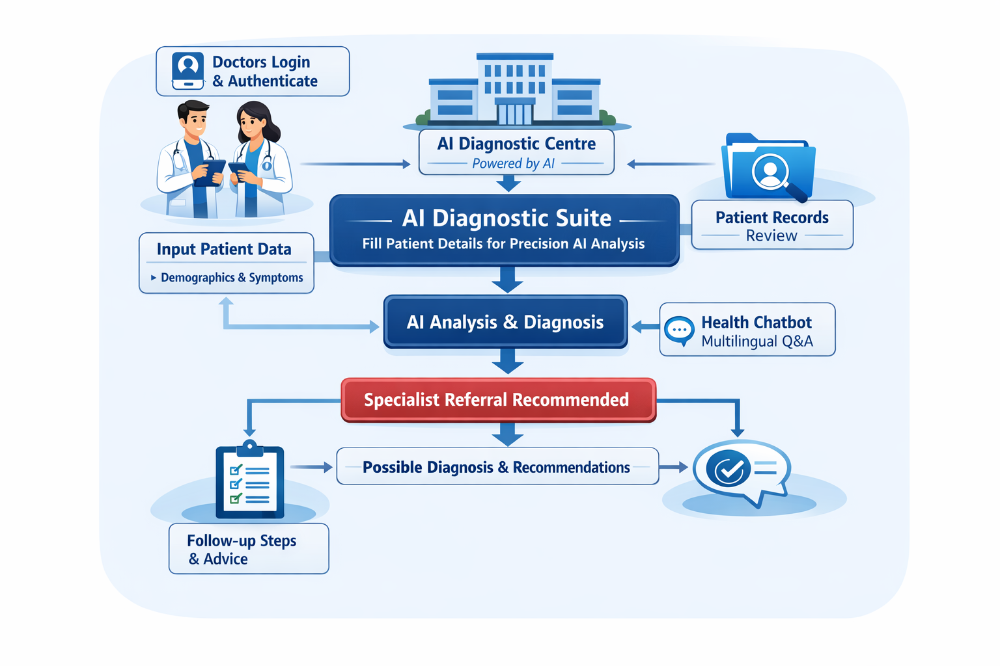 Doctors Login
& Authenticate
AI Diagnostic Centre
Powered by AI
AI Diagnostic Suite
Fill Patient Details for Precision AI Analysis
Patient Records
Review
Input Patient Data
▸ Demographics & Symptoms
AI Analysis & Diagnosis
Health Chatbot
Multilingual Q&A
Specialist Referral Recommended
Possible Diagnosis & Recommendations
Follow-up Steps
& Advice